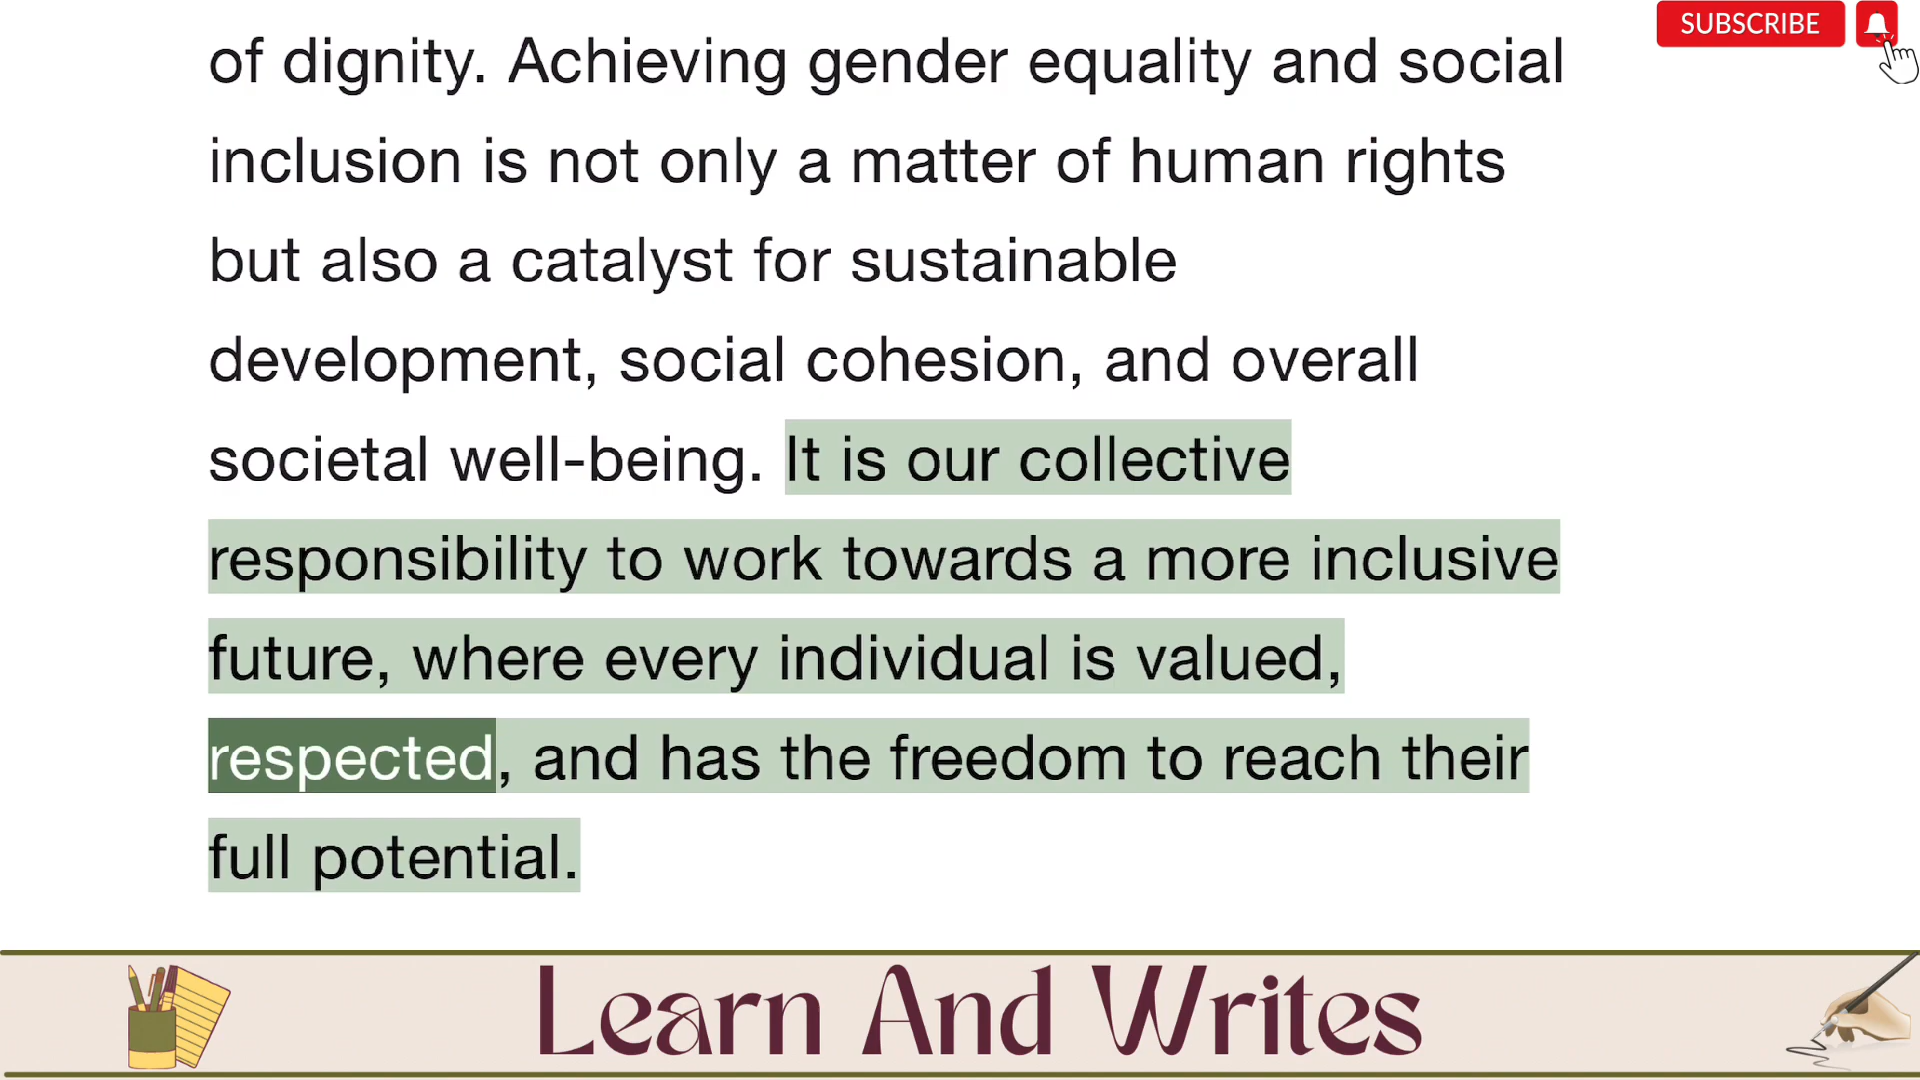 SUBSCRIBE
of dignity. Achieving gender equality and social
inclusion is not only a matter of human rights
but also a catalyst for sustainable
development, social cohesion, and overall
societal well-being. It is our collective
responsibility to work towards a more inclusive
future, where every individual is valued,
respected, and has the freedom to reach their
full potential.
Learn And Writes